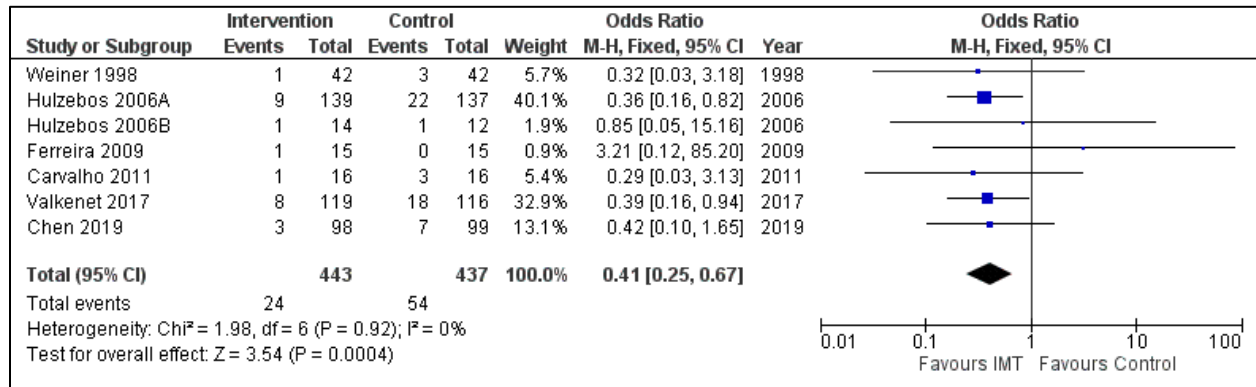 Intervention Control Odds Ratio Odds Ratio
Study or Subgroup Events Total Events Total Weight M-H, Fixed, 95% CI Year M-H, Fixed, 95% CI
Weiner 1998 1 42 3 42 5.7% 0.32 [0.03, 3.18] 1998
Hulzebos 2006A 9 139 22 137 40.1% 0.36 [0.16, 0.82] 2006
Hulzebos 2006B 1 14 1 12 1.9% 0.85 [0.05, 15.16] 2006
Ferreira 2009 1 15 0 15 0.9% 3.21 [0.12, 85.20] 2009
Carvalho 2011 1 16 3 16 5.4% 0.29 [0.03, 3.13] 2011
Valkenet 2017 8 119 18 116 32.9% 0.39 [0.16, 0.94] 2017
Chen 2019 3 98 7 99 13.1% 0.42 [0.10, 1.65] 2019
Total (95% CI) 443 437 100.0% 0.41 [0.25, 0.67]
Total events 24 54
Heterogeneity: Chi² = 1.98, df = 6 (P = 0.92); I² = 0%
Test for overall effect: Z = 3.54 (P = 0.0004)
0.01 0.1 1 10 100
Favours IMT Favours Control